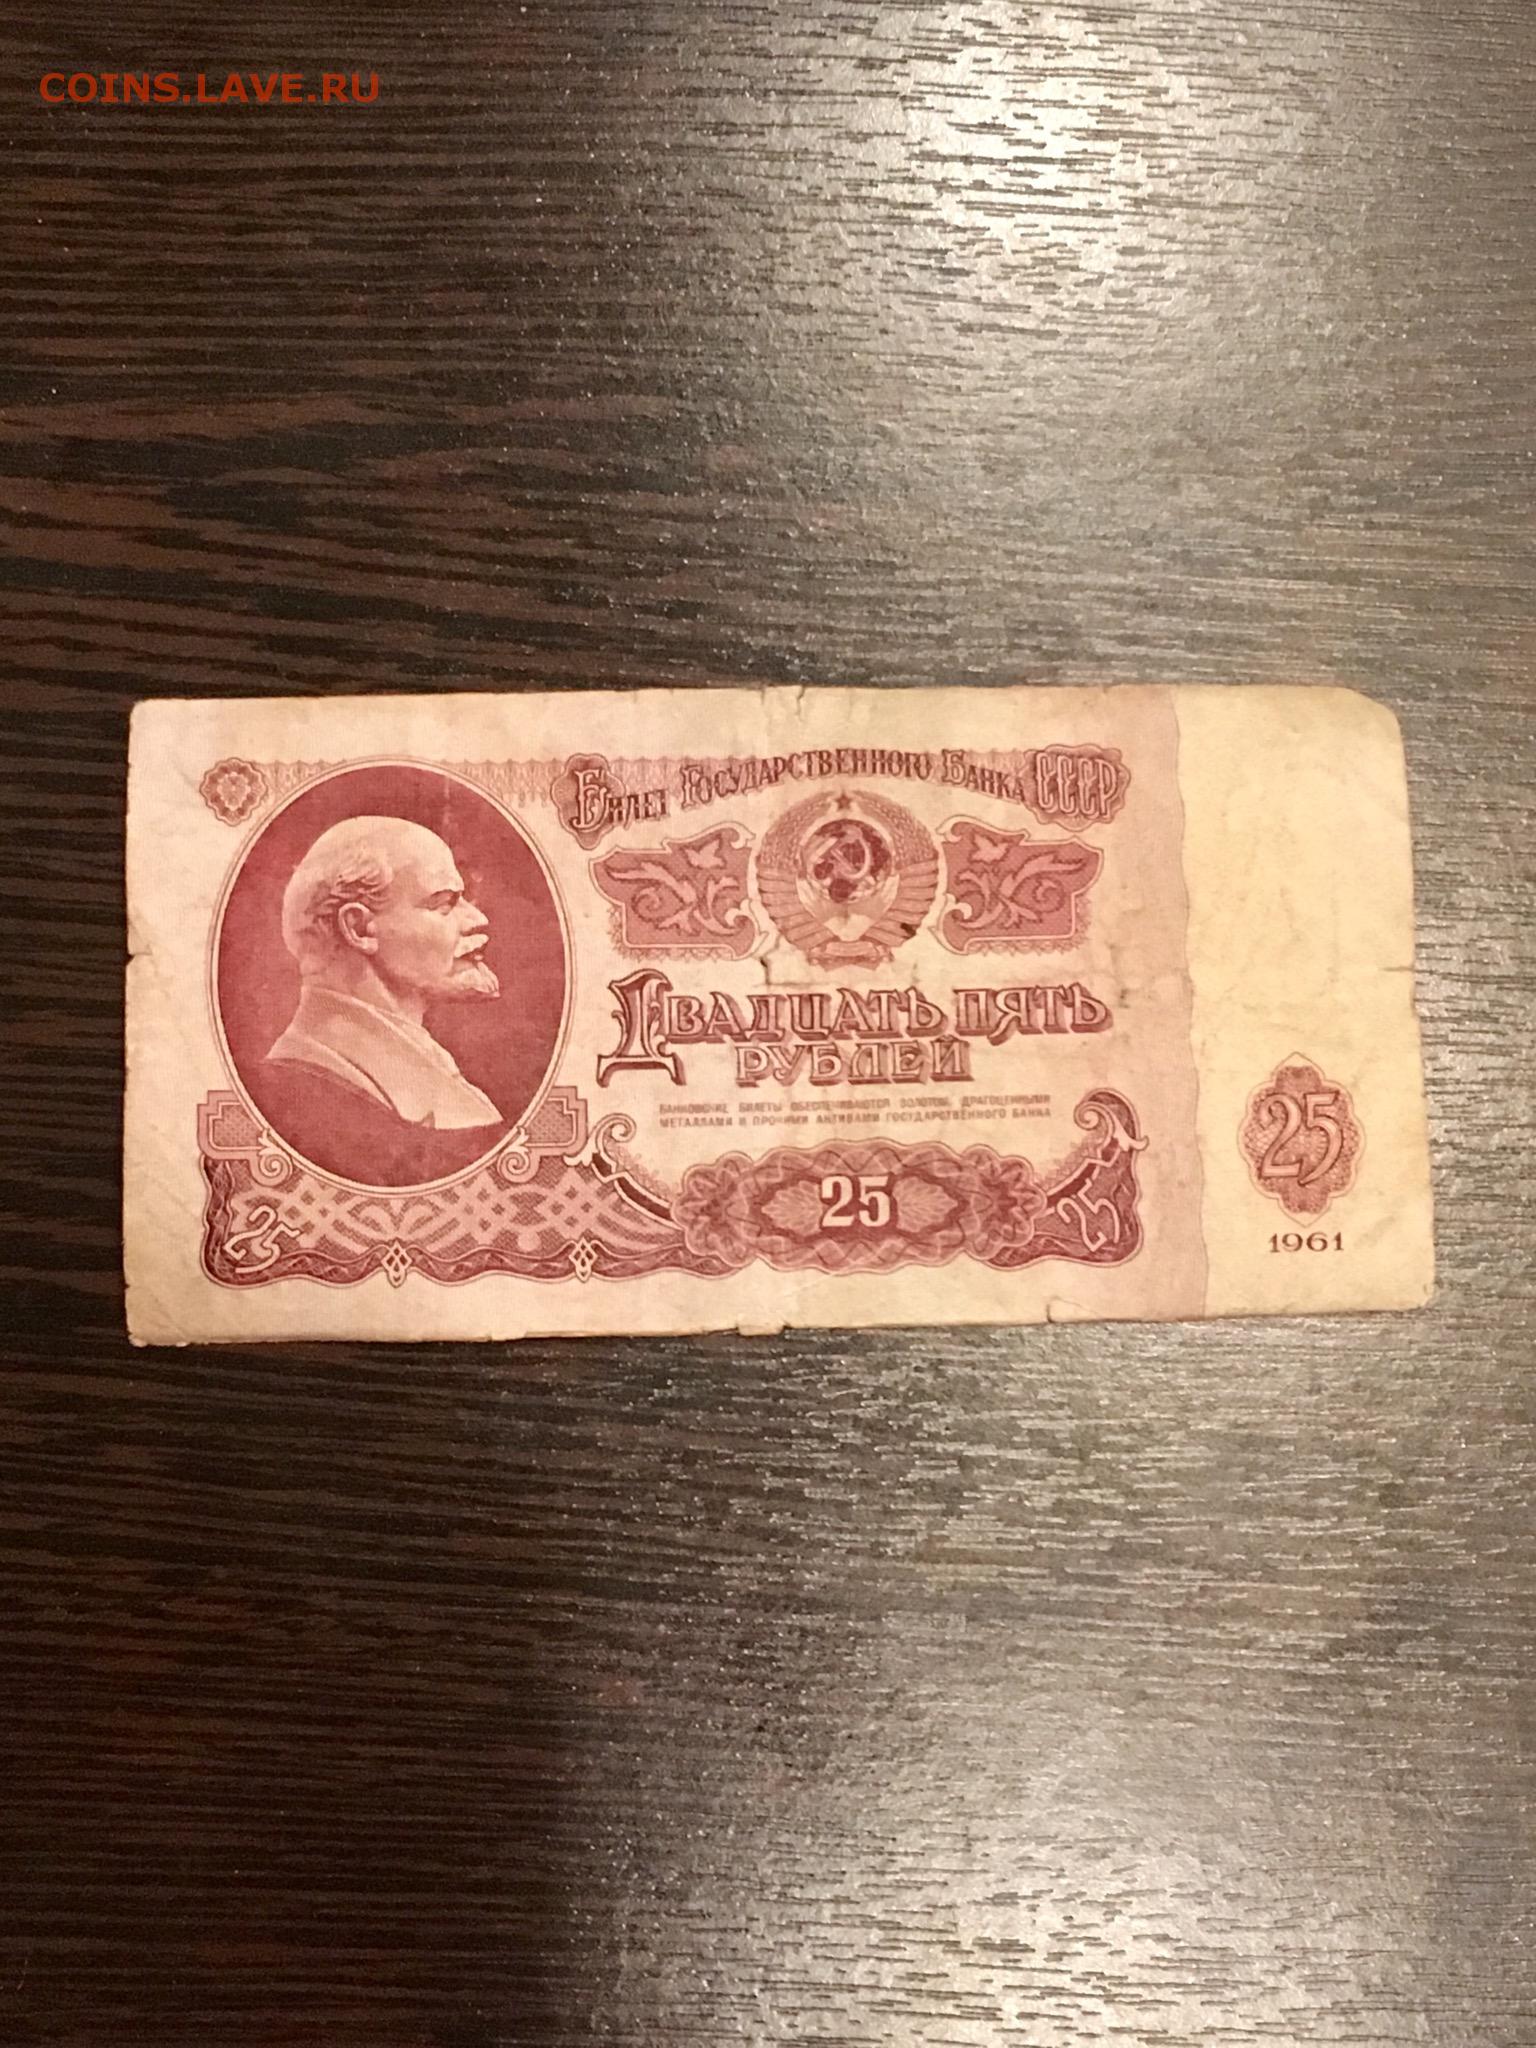 COINS.LAVE.RU
Билет Государственного Банка СССР
Двадцать пять
рублей
БАНКОВСКИЕ БИЛЕТЫ ОБЕСПЕЧИВАЮТСЯ ЗОЛОТОМ, ДРАГОЦЕННЫМИ
МЕТАЛЛАМИ И ПРОЧИМИ АКТИВАМИ ГОСУДАРСТВЕННОГО БАНКА
25
25
25
25
1961